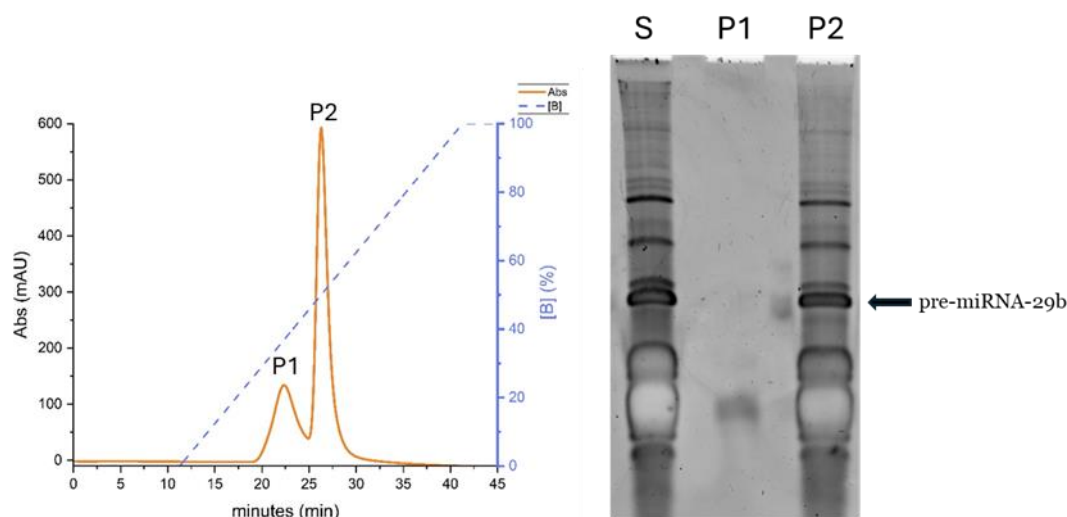 Abs
[B]
P2
P1
600
500
400
300
200
100
0
Abs (mAU)
100
80
60
40
20
0
[B] (%)
0 5 10 15 20 25 30 35 40 45
minutes (min)
S P1 P2
pre-miRNA-29b